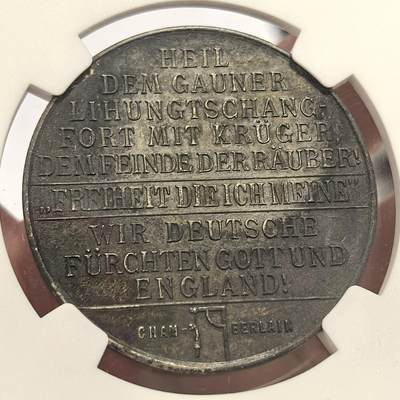 HEIL
DEM GAUNER
LIHUNGTSCHANG-
FORT MIT KRÜGER,
DEM FEINDE DER RÄUBER!
„FREIHEIT DIE ICH MEINE"
WIR DEUTSCHE
FÜRCHTEN GOTT UND
ENGLAND!
CHAM- BERLAIN